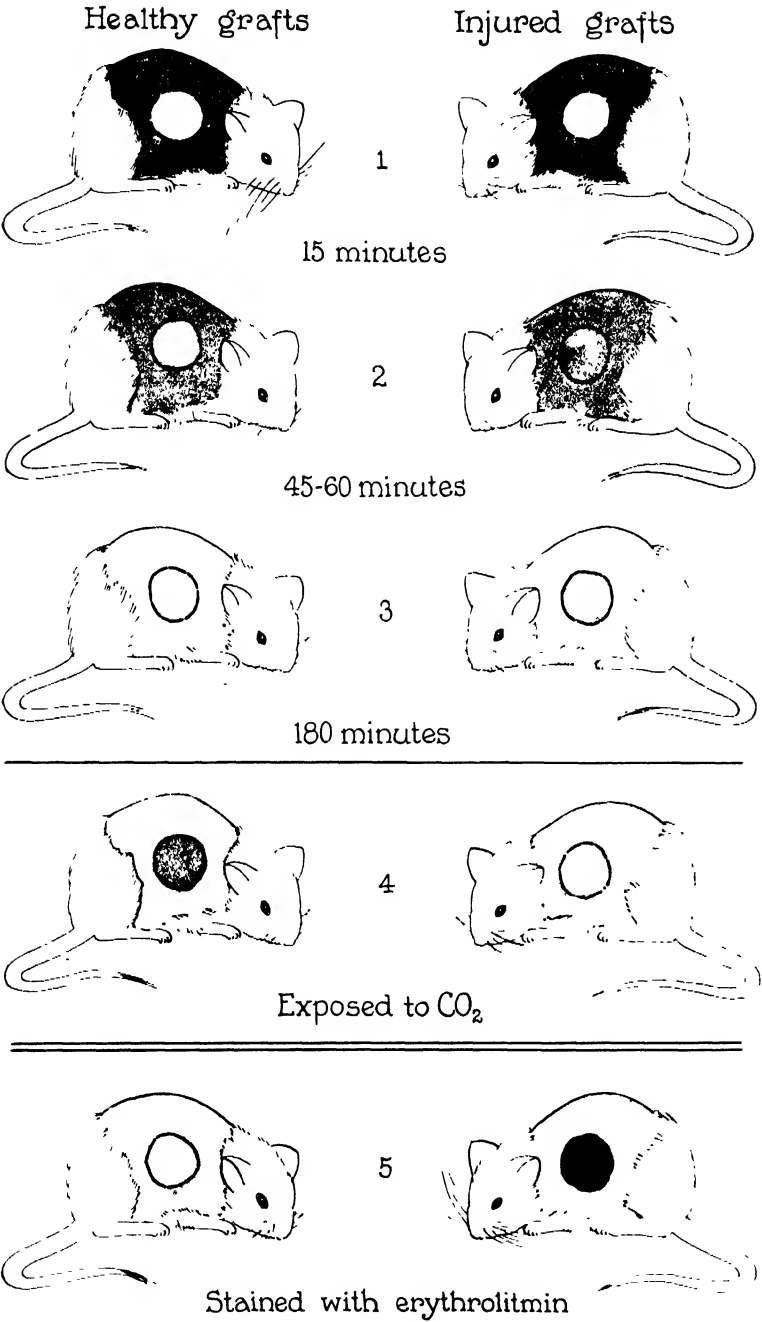 Healthy grafts Injured grafts
1
15 minutes
2
45-60 minutes
3
180 minutes
4
Exposed to CO₂
5
Stained with erythrolitmin